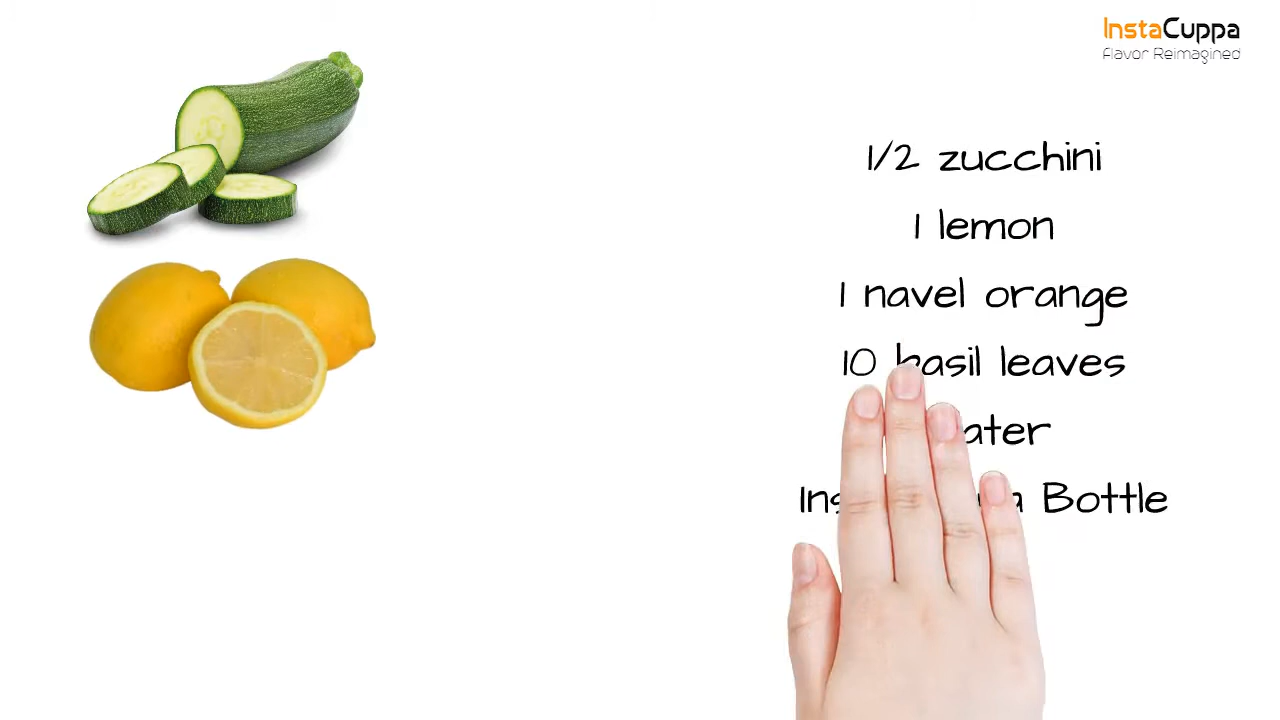 InstaCuppa
Flavor Reimagined
1/2 zucchini
1 lemon
1 navel orange
10 basil leaves
Bottle